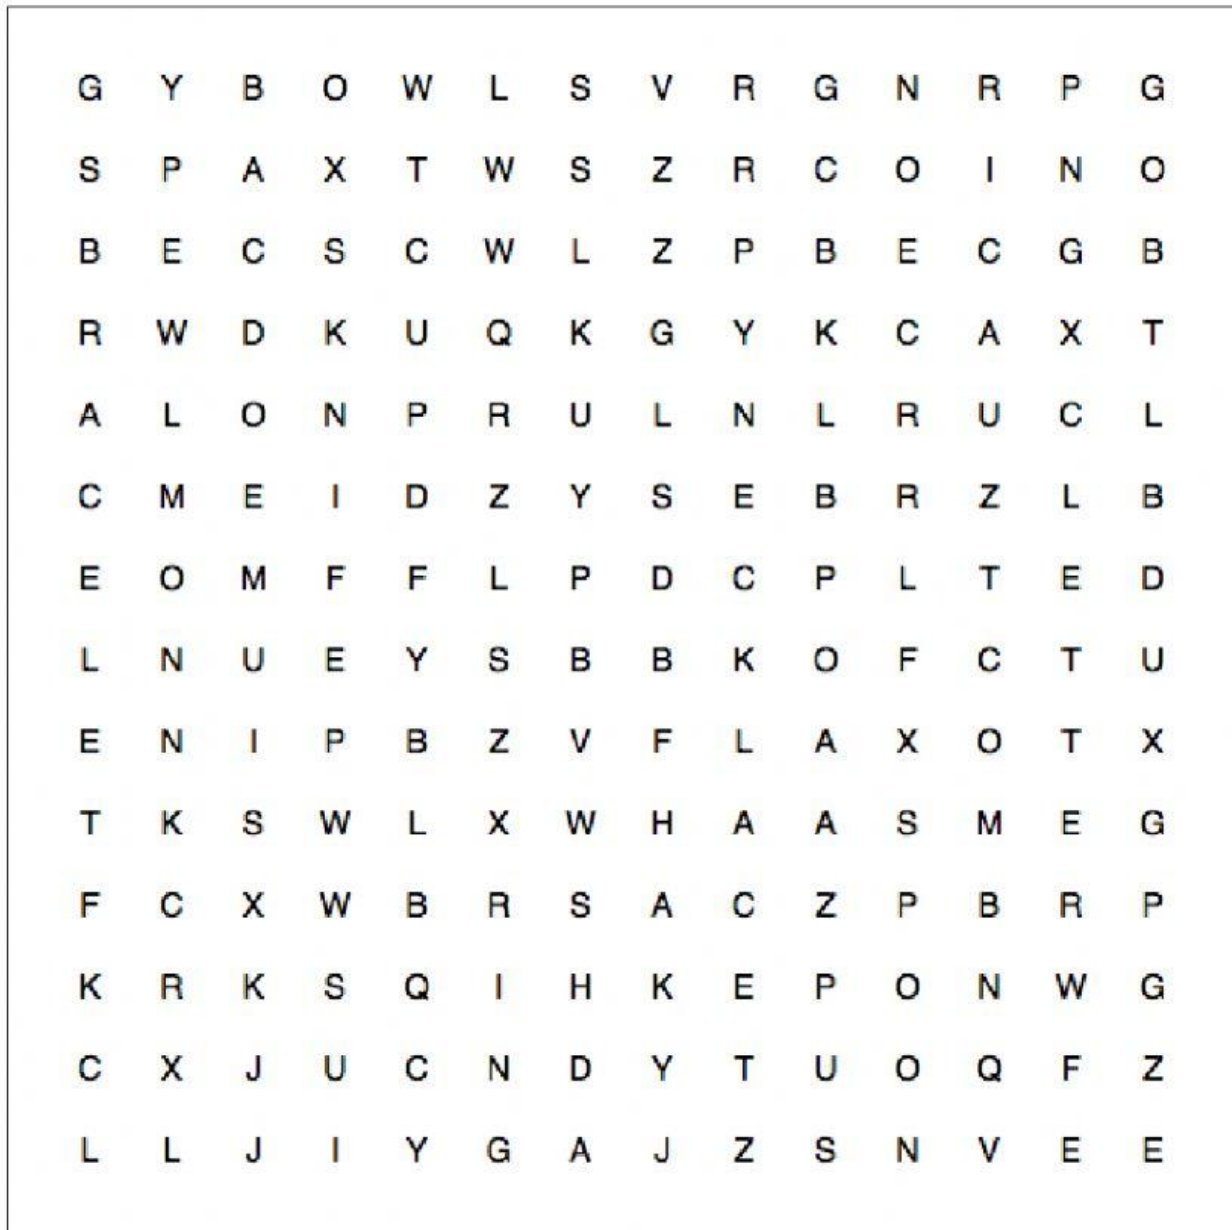 G Y B O W L S V R G N R P G
S P A X T W S Z R C O I N O
B E C S C W L Z P B E C G B
R W D K U Q K G Y K C A X T
A L O N P R U L N L R U C L
C M E I D Z Y S E B R Z L B
E O M F F L P D C P L T E D
L N U E Y S B B K O F C T U
E N I P B Z V F L A X O T X
T K S W L X W H A A S M E G
F C X W B R S A C Z P B R P
K R K S Q I H K E P O N W G
C X J U C N D Y T U O Q F Z
L L J I Y G A J Z S N V E E